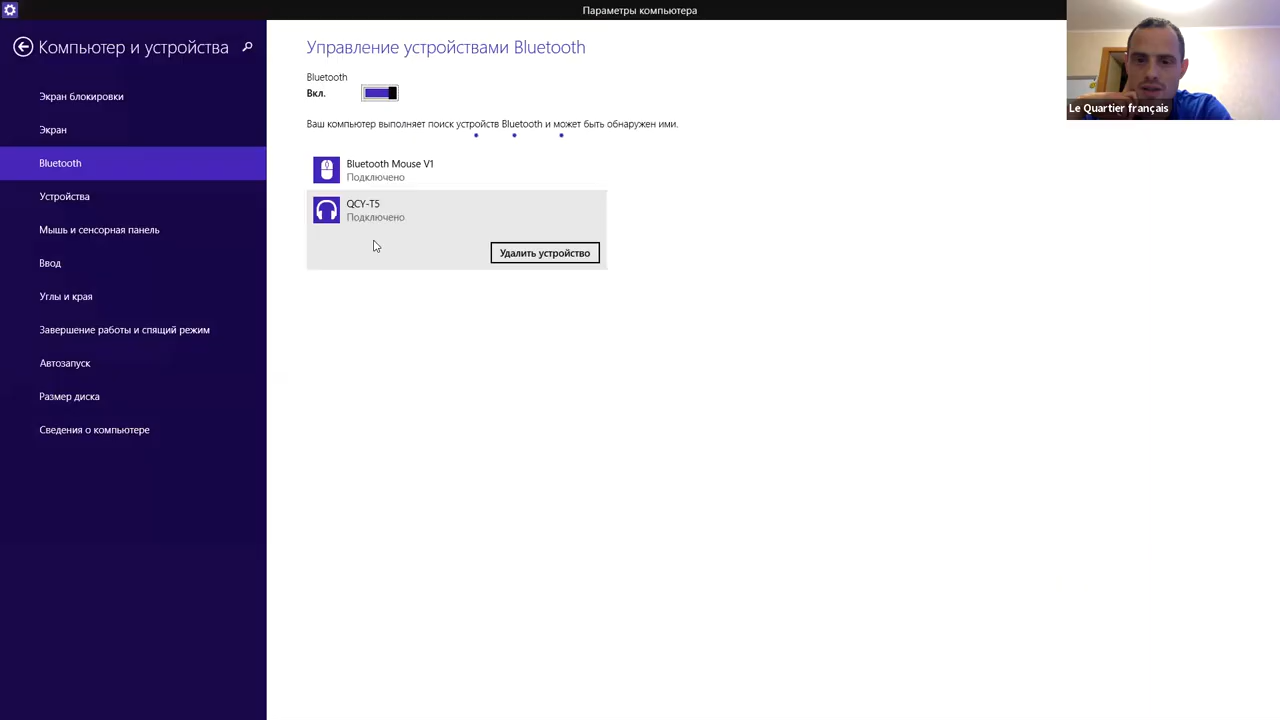 Параметры компьютера
Компьютер и устройства
Экран блокировки
Экран
Bluetooth
Устройства
Мышь и сенсорная панель
Ввод
Углы и края
Завершение работы и спящий режим
Автозапуск
Размер диска
Сведения о компьютере
Управление устройствами Bluetooth
Bluetooth
Вкл.
Ваш компьютер выполняет поиск устройств Bluetooth и может быть обнаружен ими.
Bluetooth Mouse V1
Подключено
QCY-T5
Подключено
Удалить устройство
Le Quartier français